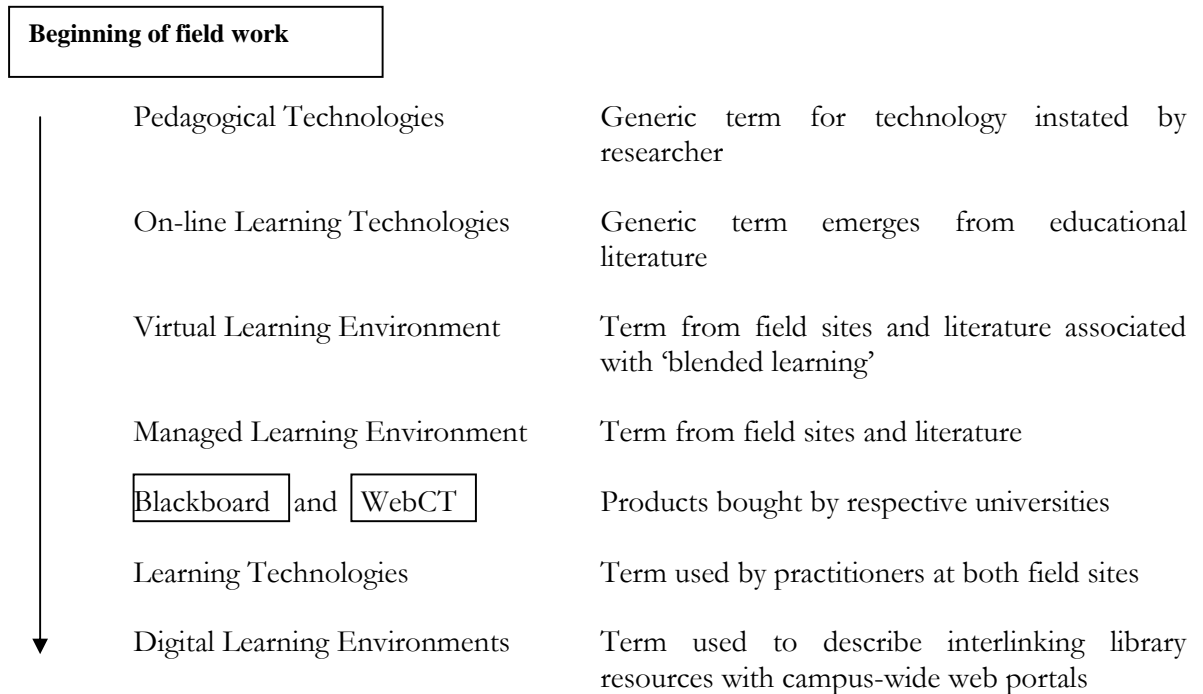 Beginning of field work
Pedagogical Technologies Generic term for technology instated by
researcher
On-line Learning Technologies Generic term emerges from educational
literature
Virtual Learning Environment Term from field sites and literature associated
with ‘blended learning’
Managed Learning Environment Term from field sites and literature
Blackboard and WebCT Products bought by respective universities
Learning Technologies Term used by practitioners at both field sites
Digital Learning Environments Term used to describe interlinking library
resources with campus-wide web portals